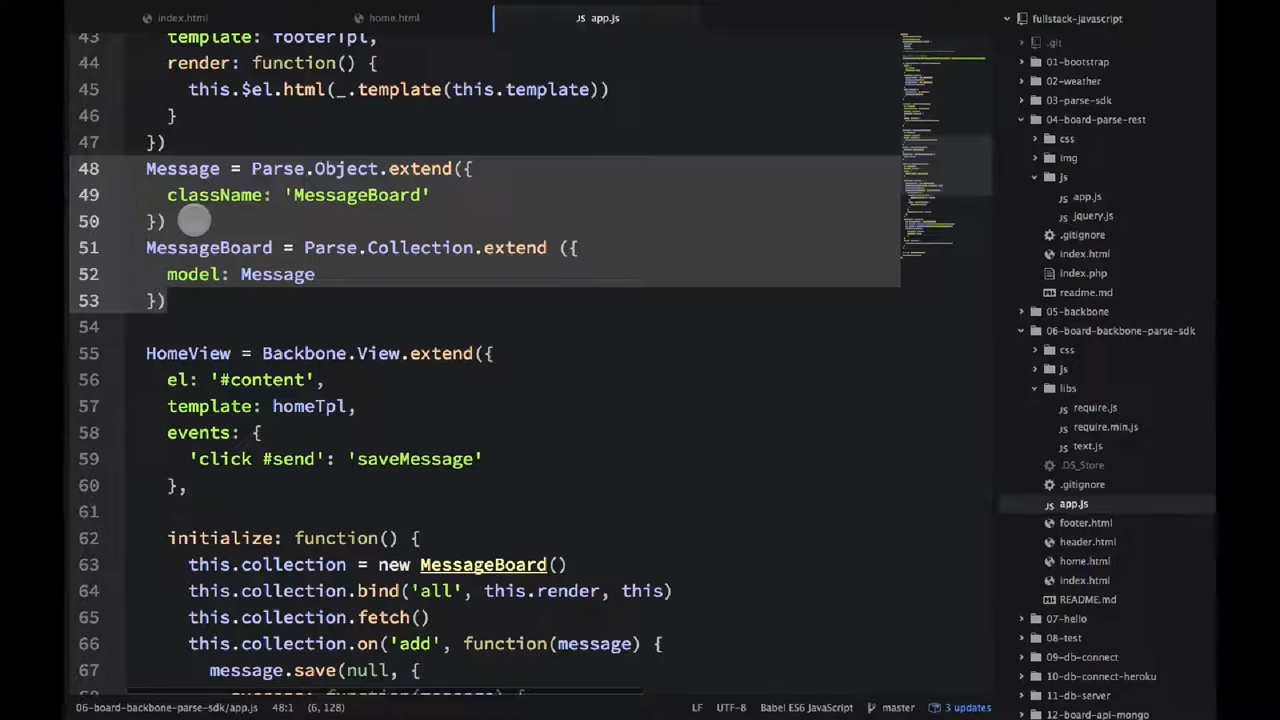 index.html
home.html
app.js
43 template: footerTpl,
44 render: function() {
45 this.$el.html(_.template(this.template))
46 }
47 })
48 Message = Parse.Object.extend({
49 className: 'MessageBoard'
50 })
51 MessageBoard = Parse.Collection.extend ({
52 model: Message
53 })
54
55 HomeView = Backbone.View.extend({
56 el: '#content',
57 template: homeTpl,
58 events: {
59 'click #send': 'saveMessage'
60 },
61
62 initialize: function() {
63 this.collection = new MessageBoard()
64 this.collection.bind('all', this.render, this)
65 this.collection.fetch()
66 this.collection.on('add', function(message) {
67 message.save(null, {
06-board-backbone-parse-sdk/app.js 48:1 (6, 128)
LF UTF-8 Babel ES6 JavaScript master 3 updates
fullstack-javascript
.git
01-bootstrap
02-weather
03-parse-sdk
04-board-parse-rest
css
img
js
app.js
jquery.js
.gitignore
index.html
index.php
readme.md
05-backbone
06-board-backbone-parse-sdk
css
js
libs
require.js
require.min.js
text.js
.DS_Store
.gitignore
app.js
footer.html
header.html
home.html
index.html
README.md
07-hello
08-test
09-db-connect
10-db-connect-heroku
11-db-server
12-board-api-mongo